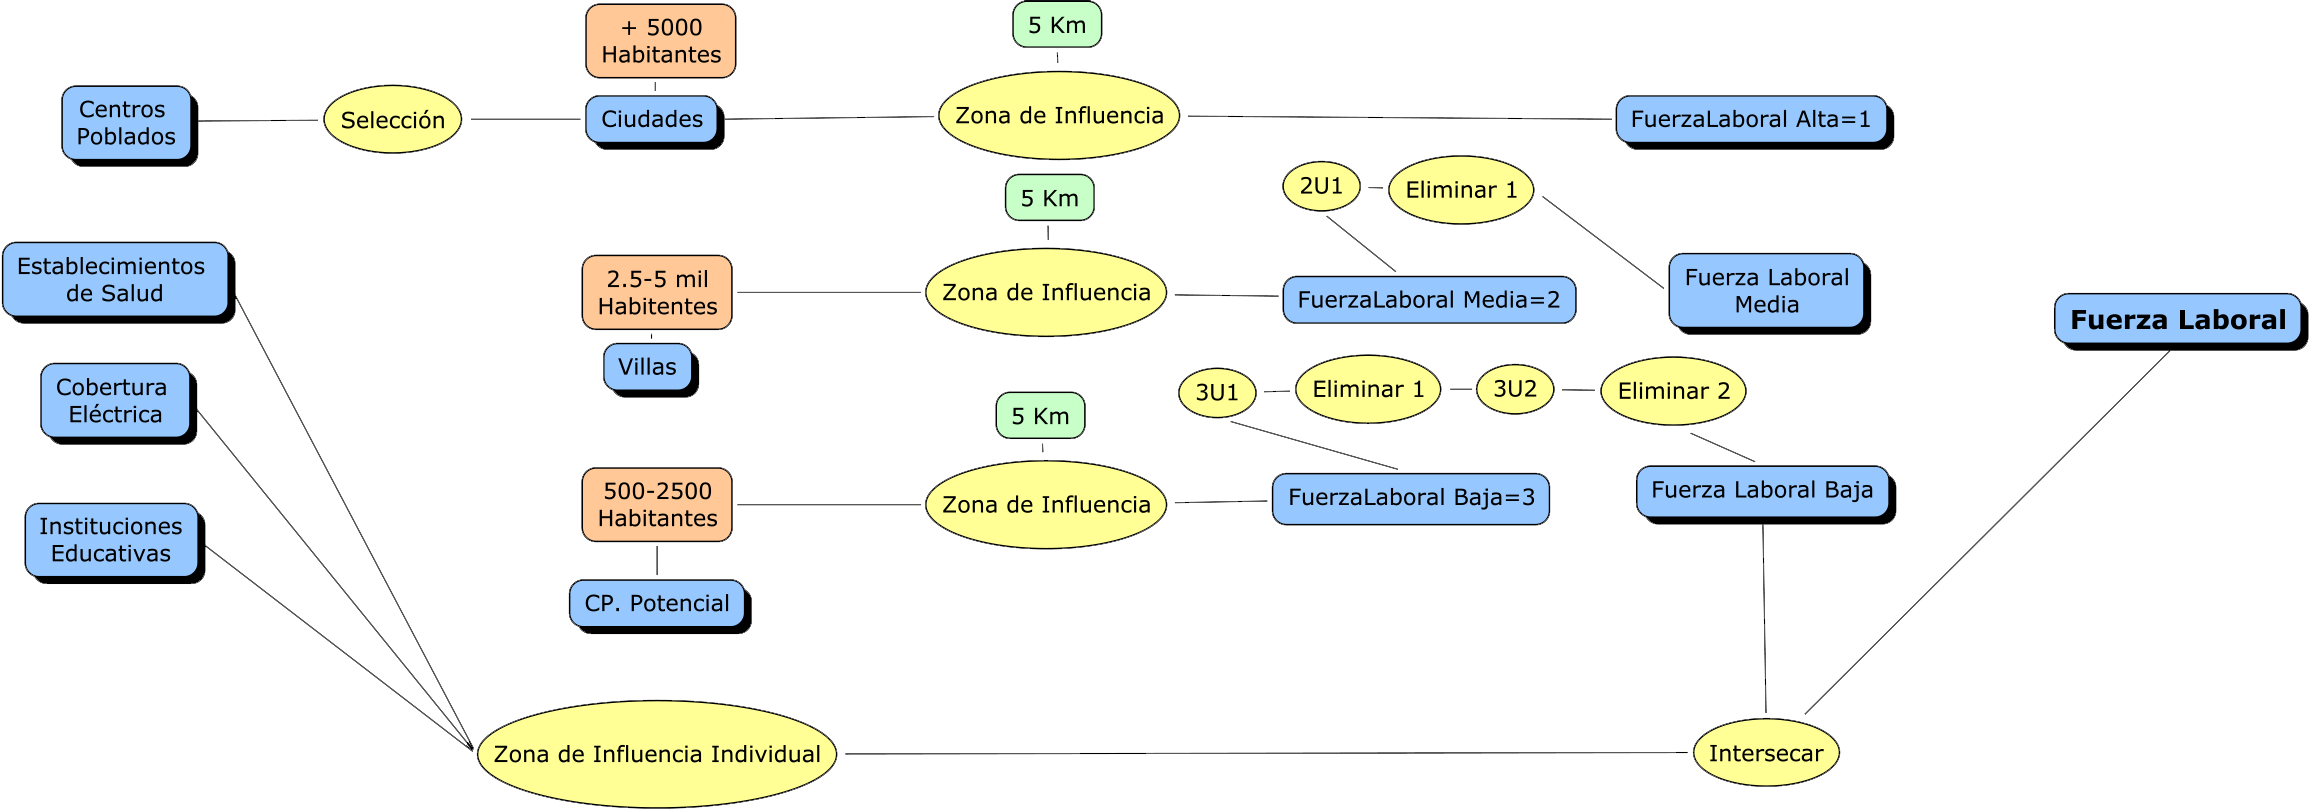 + 5000
Habitantes
5 Km
Centros
Poblados
Selección
Ciudades
Zona de Influencia
FuerzaLaboral Alta=1
5 Km
2U1
Eliminar 1
Establecimientos
de Salud
2.5-5 mil
Habitentes
Zona de Influencia
FuerzaLaboral Media=2
Fuerza Laboral
Media
Fuerza Laboral
Villas
Cobertura
Eléctrica
5 Km
3U1
Eliminar 1
3U2
Eliminar 2
Instituciones
Educativas
500-2500
Habitantes
Zona de Influencia
FuerzaLaboral Baja=3
Fuerza Laboral Baja
CP. Potencial
Zona de Influencia Individual
Intersecar